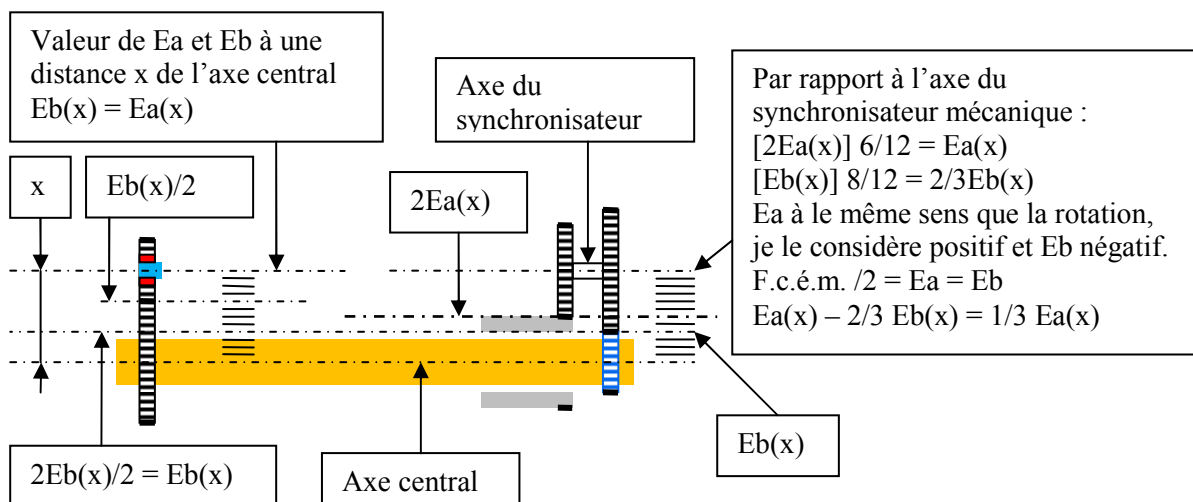 Valeur de Ea et Eb à une
distance x de l'axe central
Eb(x) = Ea(x)
Axe du
synchronisateur
Par rapport à l'axe du
synchronisateur mécanique :
[2Ea(x)] 6/12 = Ea(x)
[Eb(x)] 8/12 = 2/3Eb(x)
Ea à le même sens que la rotation,
je le considère positif et Eb négatif.
F.c.é.m. /2 = Ea = Eb
Ea(x) – 2/3 Eb(x) = 1/3 Ea(x)
x
Eb(x)/2
2Ea(x)
2Eb(x)/2 = Eb(x)
Axe central
Eb(x)